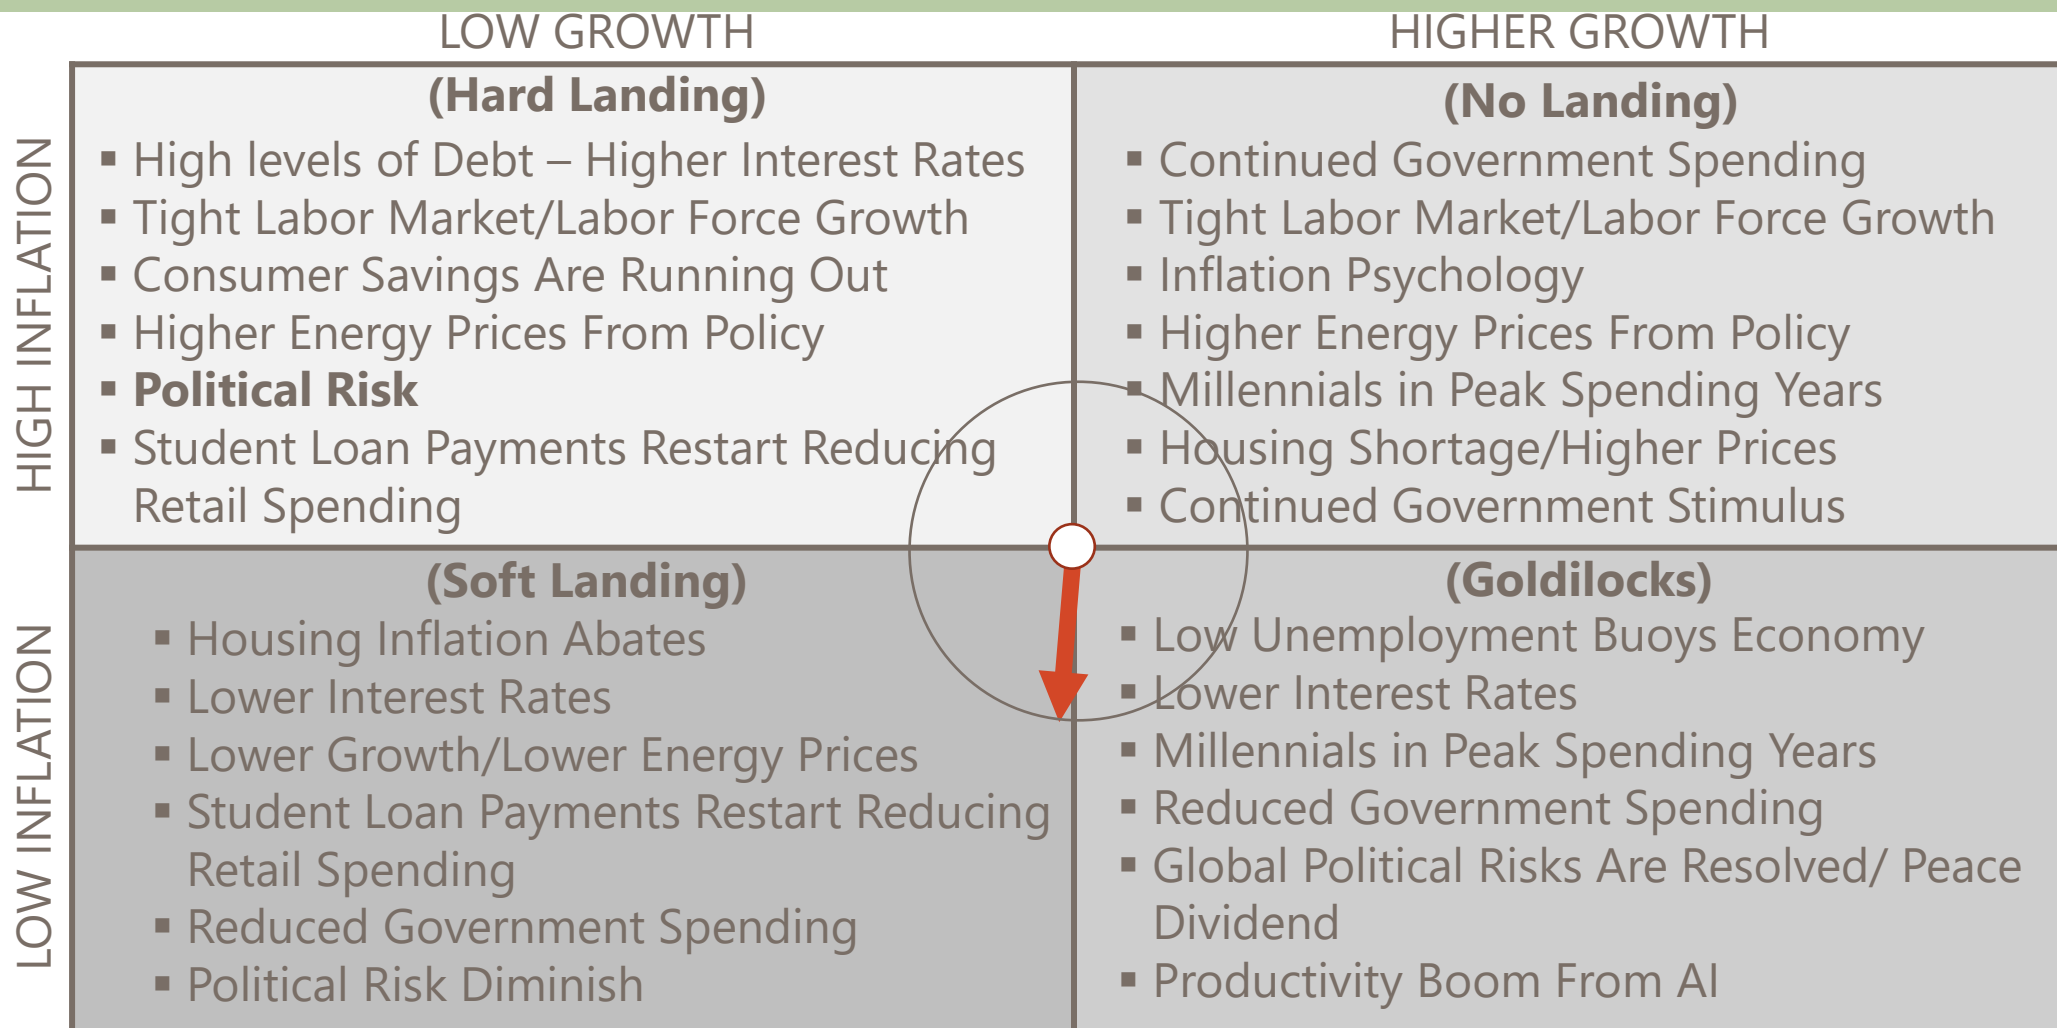 LOW GROWTH
HIGHER GROWTH
HIGH INFLATION
(Hard Landing)
▪ High levels of Debt – Higher Interest Rates
▪ Tight Labor Market/Labor Force Growth
▪ Consumer Savings Are Running Out
▪ Higher Energy Prices From Policy
▪ Political Risk
▪ Student Loan Payments Restart Reducing
Retail Spending
(No Landing)
▪ Continued Government Spending
▪ Tight Labor Market/Labor Force Growth
▪ Inflation Psychology
▪ Higher Energy Prices From Policy
▪ Millennials in Peak Spending Years
▪ Housing Shortage/Higher Prices
▪ Continued Government Stimulus
LOW INFLATION
(Soft Landing)
▪ Housing Inflation Abates
▪ Lower Interest Rates
▪ Lower Growth/Lower Energy Prices
▪ Student Loan Payments Restart Reducing
Retail Spending
▪ Reduced Government Spending
▪ Political Risk Diminish
(Goldilocks)
▪ Low Unemployment Buoys Economy
▪ Lower Interest Rates
▪ Millennials in Peak Spending Years
▪ Reduced Government Spending
▪ Global Political Risks Are Resolved/ Peace
Dividend
▪ Productivity Boom From AI